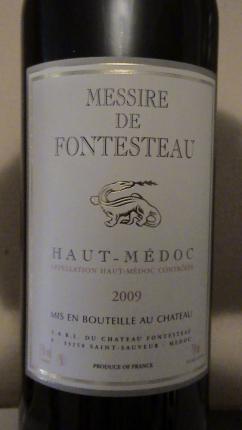 MESSIRE
DE
FONTESTEAU
HAUT-MÉDOC
APPELLATION HAUT-MÉDOC CONTRÔLÉE
2009
MIS EN BOUTEILLE AU CHATEAU
S.A.R.L. DU CHATEAU FONTESTEAU
33250 SAINT-SAUVEUR - MÉDOC
PRODUCE OF FRANCE